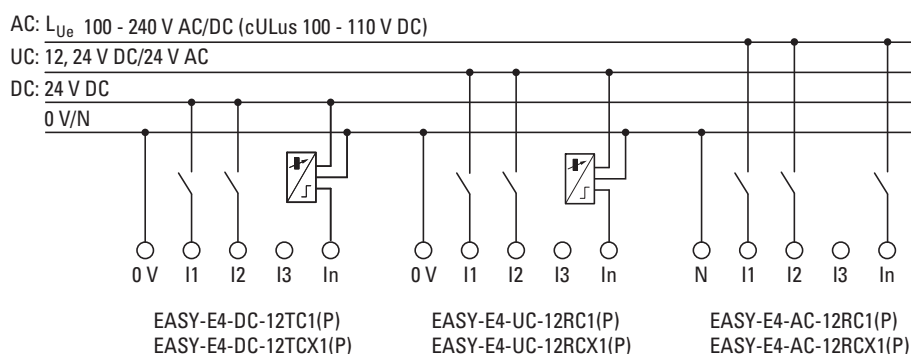 AC: L_Ue 100 - 240 V AC/DC (cULus 100 - 110 V DC)
UC: 12, 24 V DC/24 V AC
DC: 24 V DC
0 V/N
0 V I1 I2 I3 In 0 V I1 I2 I3 In N I1 I2 I3 In
EASY-E4-DC-12TC1(P) EASY-E4-UC-12RC1(P) EASY-E4-AC-12RC1(P)
EASY-E4-DC-12TCX1(P) EASY-E4-UC-12RCX1(P) EASY-E4-AC-12RCX1(P)